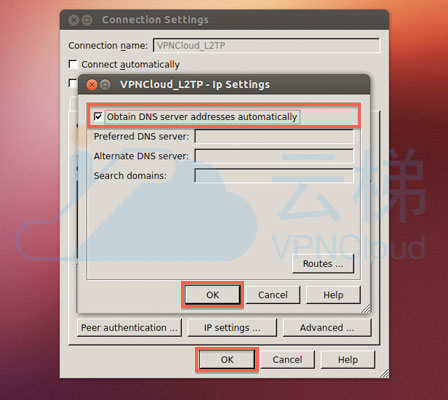 Connection Settings
Connection name: VPNCloud_L2TP
Connect automatically
VPNCloud_L2TP - Ip Settings
Obtain DNS server addresses automatically
Preferred DNS server:
Alternate DNS server:
Search domains:
云梯
VPNCloud
Routes ...
OK Cancel Help
Peer authentication ... IP settings ... Advanced ...
OK Cancel Help